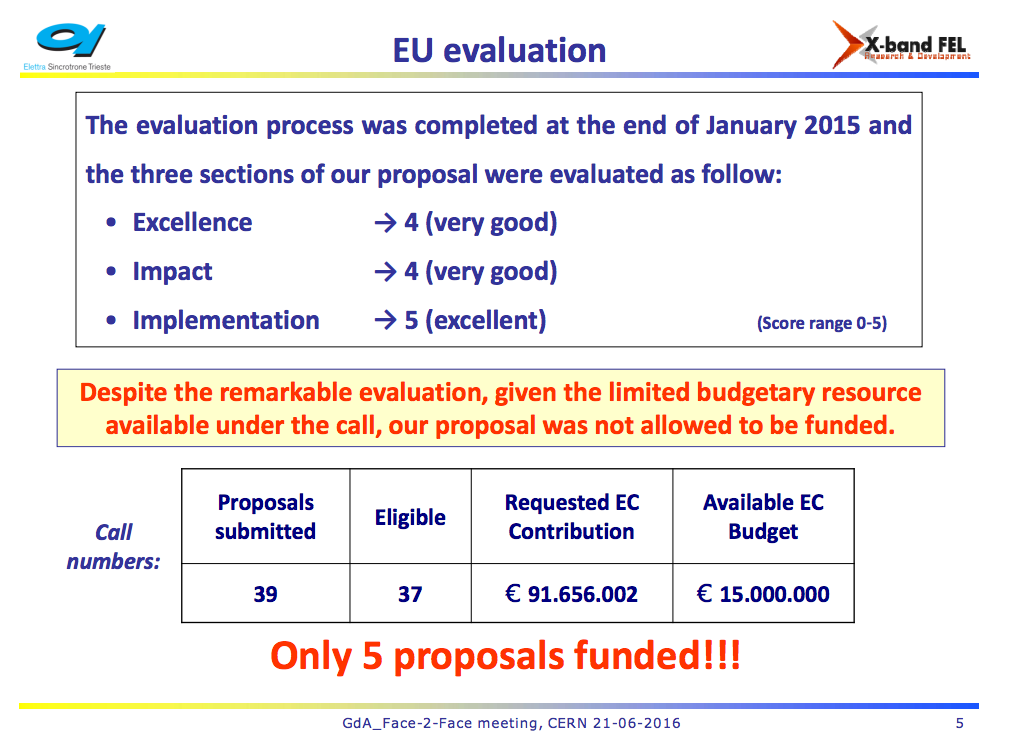 Elettra Sincrotrone Trieste
EU evaluation
X-band FEL
Research & Development
The evaluation process was completed at the end of January 2015 and
the three sections of our proposal were evaluated as follow:
• Excellence → 4 (very good)
• Impact → 4 (very good)
• Implementation → 5 (excellent) (Score range 0-5)
Despite the remarkable evaluation, given the limited budgetary resource
available under the call, our proposal was not allowed to be funded.
Call
numbers:
Proposals
submitted
Eligible
Requested EC
Contribution
Available EC
Budget
39 37 € 91.656.002 € 15.000.000
Only 5 proposals funded!!!
GdA_Face-2-Face meeting, CERN 21-06-2016 5